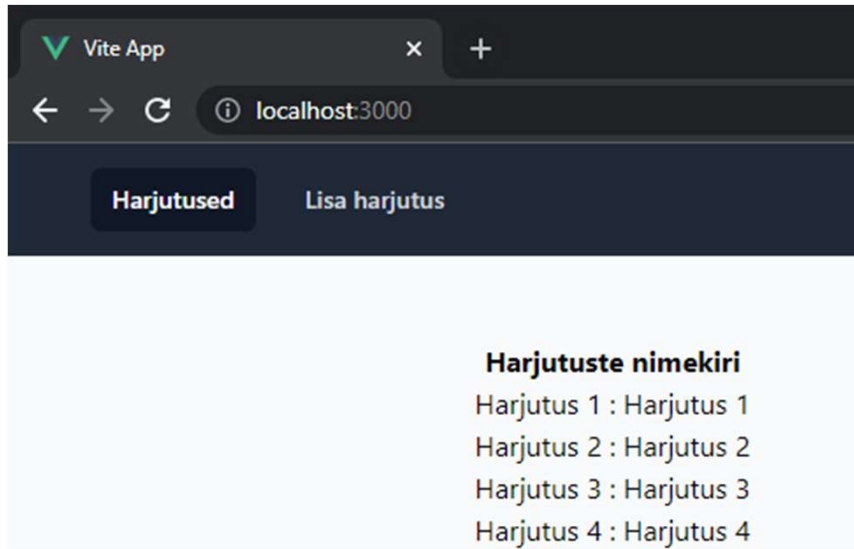 Vite App
localhost:3000
Harjutused Lisa harjutus
Harjutuste nimekiri
Harjutus 1 : Harjutus 1
Harjutus 2 : Harjutus 2
Harjutus 3 : Harjutus 3
Harjutus 4 : Harjutus 4